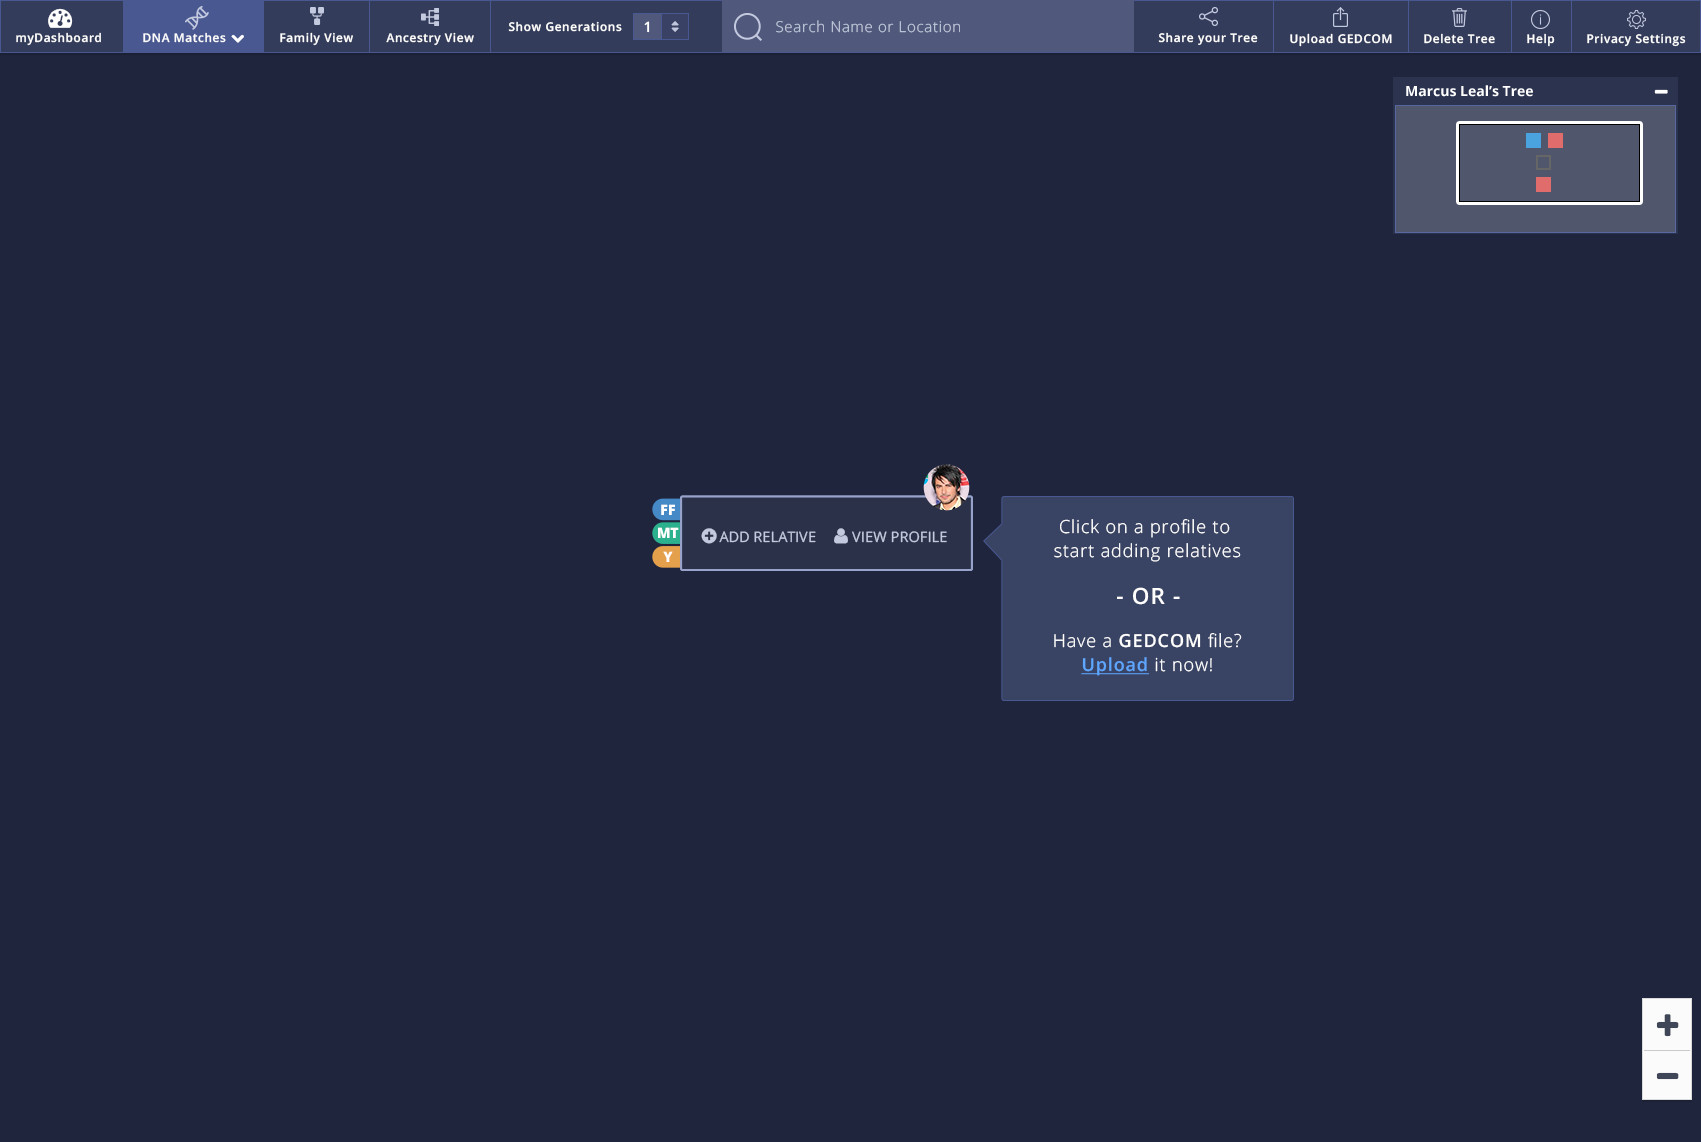 myDashboard
DNA Matches
Family View
Ancestry View
Show Generations 1
Search Name or Location
Share your Tree
Upload GEDCOM
Delete Tree
Help
Privacy Settings
Marcus Leal's Tree
FF
MT
Y
ADD RELATIVE
VIEW PROFILE
Click on a profile to
start adding relatives
- OR -
Have a GEDCOM file?
Upload it now!